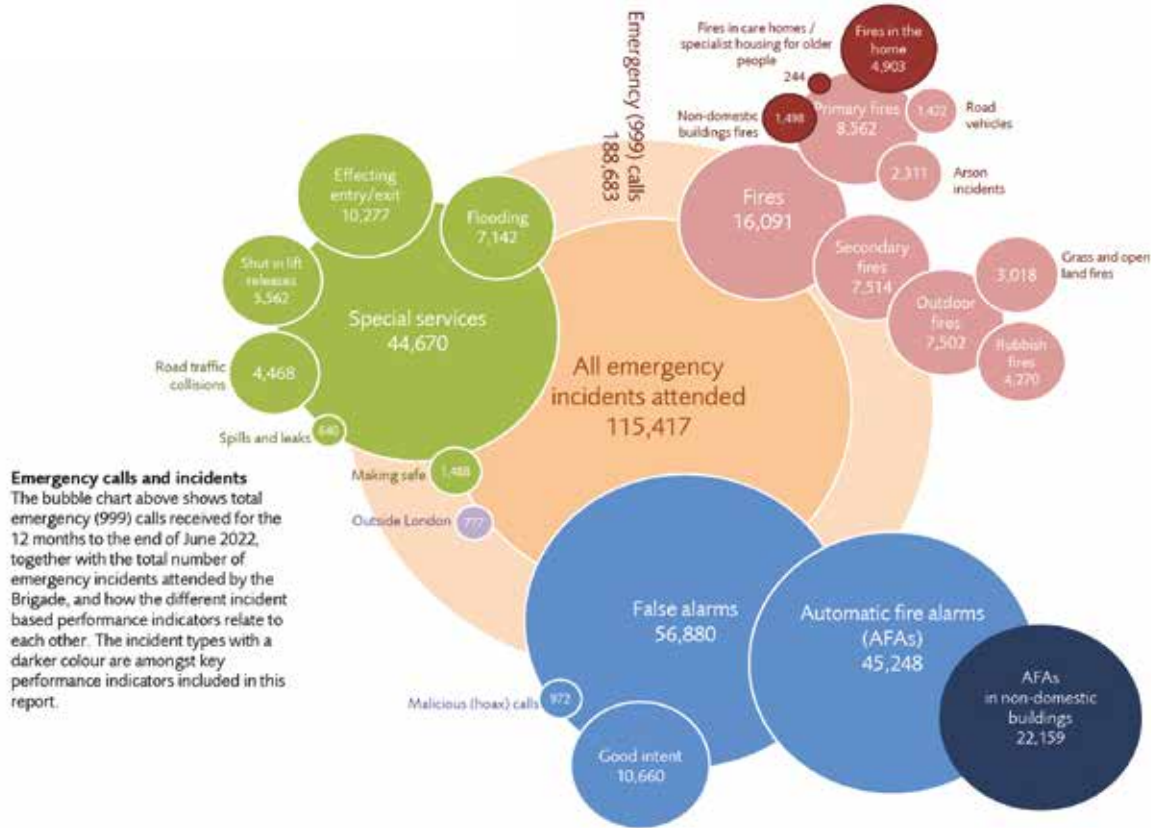 Emergency (999) calls
188,683
Fires in care homes /
specialist housing for older
people
244
Fires in the
home
4,903
Non-domestic
buildings fires
1,498
Primary fires
8,562
1,422
Road
vehicles
2,311
Arson
incidents
Fires
16,091
Secondary
fires
7,514
Outdoor
fires
7,502
3,018
Grass and open
land fires
Rubbish
fires
4,270
Effecting
entry/exit
10,277
Flooding
7,142
Shut in lift
releases
5,562
Special services
44,670
Road traffic
collisions
4,468
Spills and leaks
640
Making safe
1,488
Outside London
777
All emergency
incidents attended
115,417
False alarms
56,880
Automatic fire alarms
(AFAs)
45,248
AFAs
in non-domestic
buildings
22,159
Malicious (hoax) calls
972
Good intent
10,660
Emergency calls and incidents
The bubble chart above shows total
emergency (999) calls received for the
12 months to the end of June 2022,
together with the total number of
emergency incidents attended by the
Brigade, and how the different incident
based performance indicators relate to
each other. The incident types with a
darker colour are amongst key
performance indicators included in this
report.